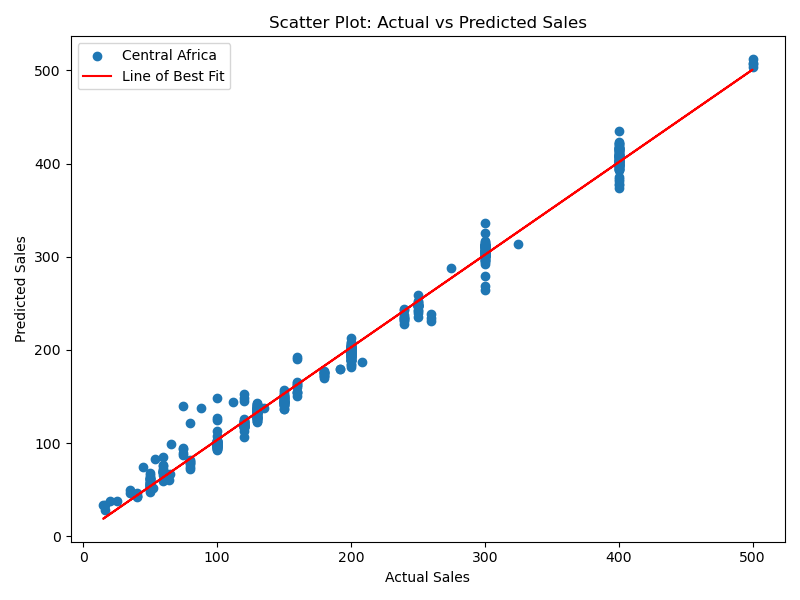 Scatter Plot: Actual vs Predicted Sales
Central Africa
Line of Best Fit
Predicted Sales
500
400
300
200
100
0
0 100 200 300 400 500
Actual Sales